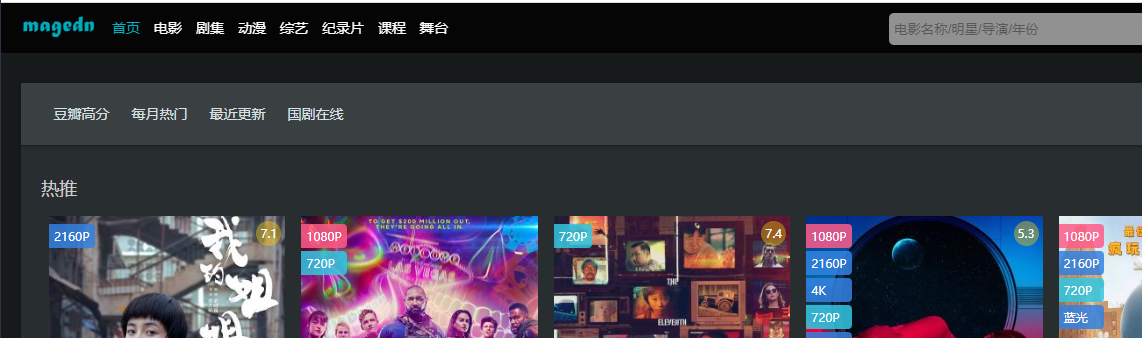 magedn 首页 电影 剧集 动漫 综艺 纪录片 课程 舞台 电影名称/明星/导演/年份
豆瓣高分 每月热门 最近更新 国剧在线
热推
2160P 7.1
我的姐姐
1080P
720P
TO GET $200 MILLION OUT,
THEY'RE GOING ALL IN.
LAS VEGAS
720P 7.4
THE
ELEVENTH
1080P 5.3
2160P
4K
720P
1080P
2160P
720P
蓝光
疯玩